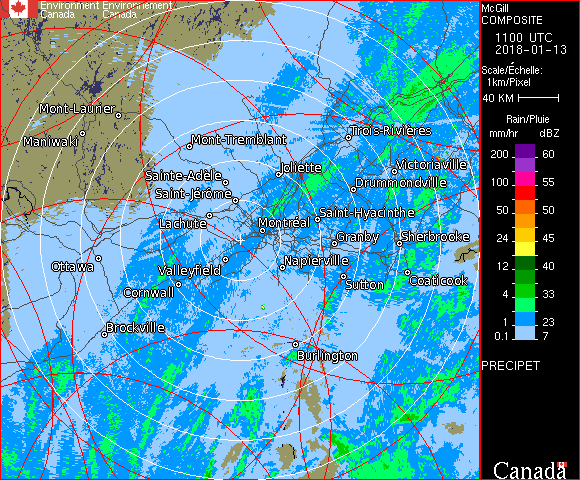 Environment Environnement
Canada Canada
McGill
COMPOSITE
1100 UTC
2018-01-13
Scale/Échelle:
1km/Pixel
40 KM
Rain/Pluie
mm/hr dBZ
200 60
100 55
50 50
24 45
12 40
4 33
1 23
0.1 7
PRECIPET
Canada
Mont-Laurier
Maniwaki
Mont-Tremblant
Trois-Rivières
Joliette
Victoriaville
Sainte-Adèle
Drummondville
Saint-Jérôme
Saint-Hyacinthe
Lachute
Montréal
Granby
Sherbrooke
Ottawa
Valleyfield
Napierville
Coaticook
Sutton
Cornwall
Brockville
Burlington